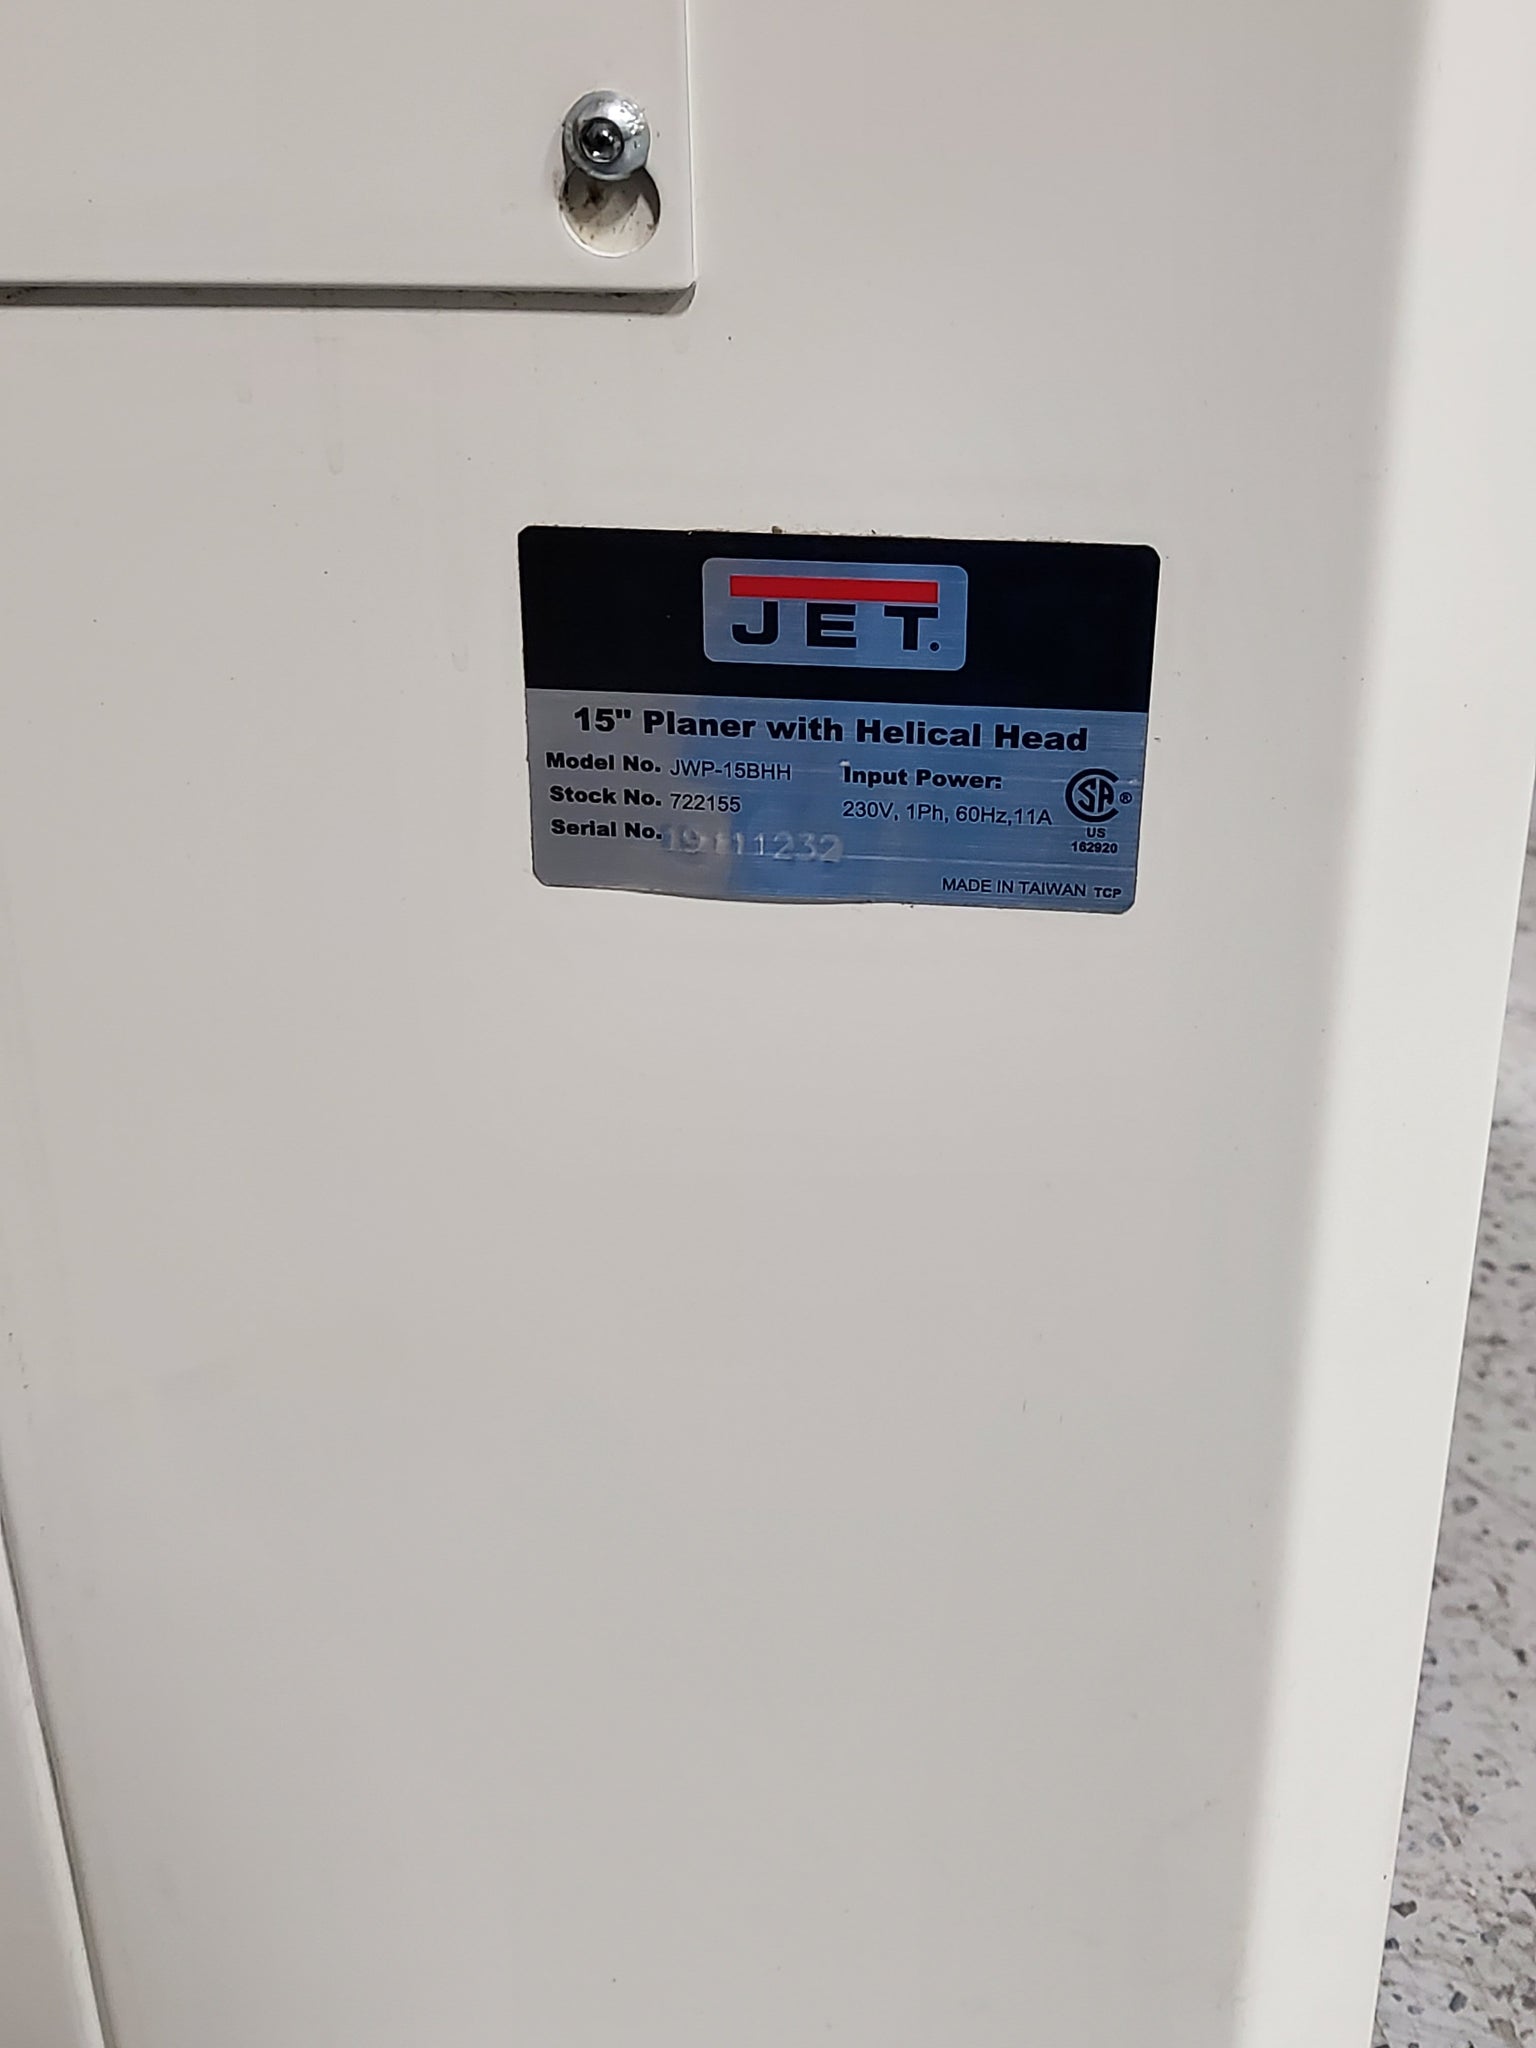 JET.
15" Planer with Helical Head
Model No. JWP-15BHH
Stock No. 722155
Serial No.
Input Power:
230V, 1Ph, 60Hz,11A
CSA®
US
162920
MADE IN TAIWAN TCP